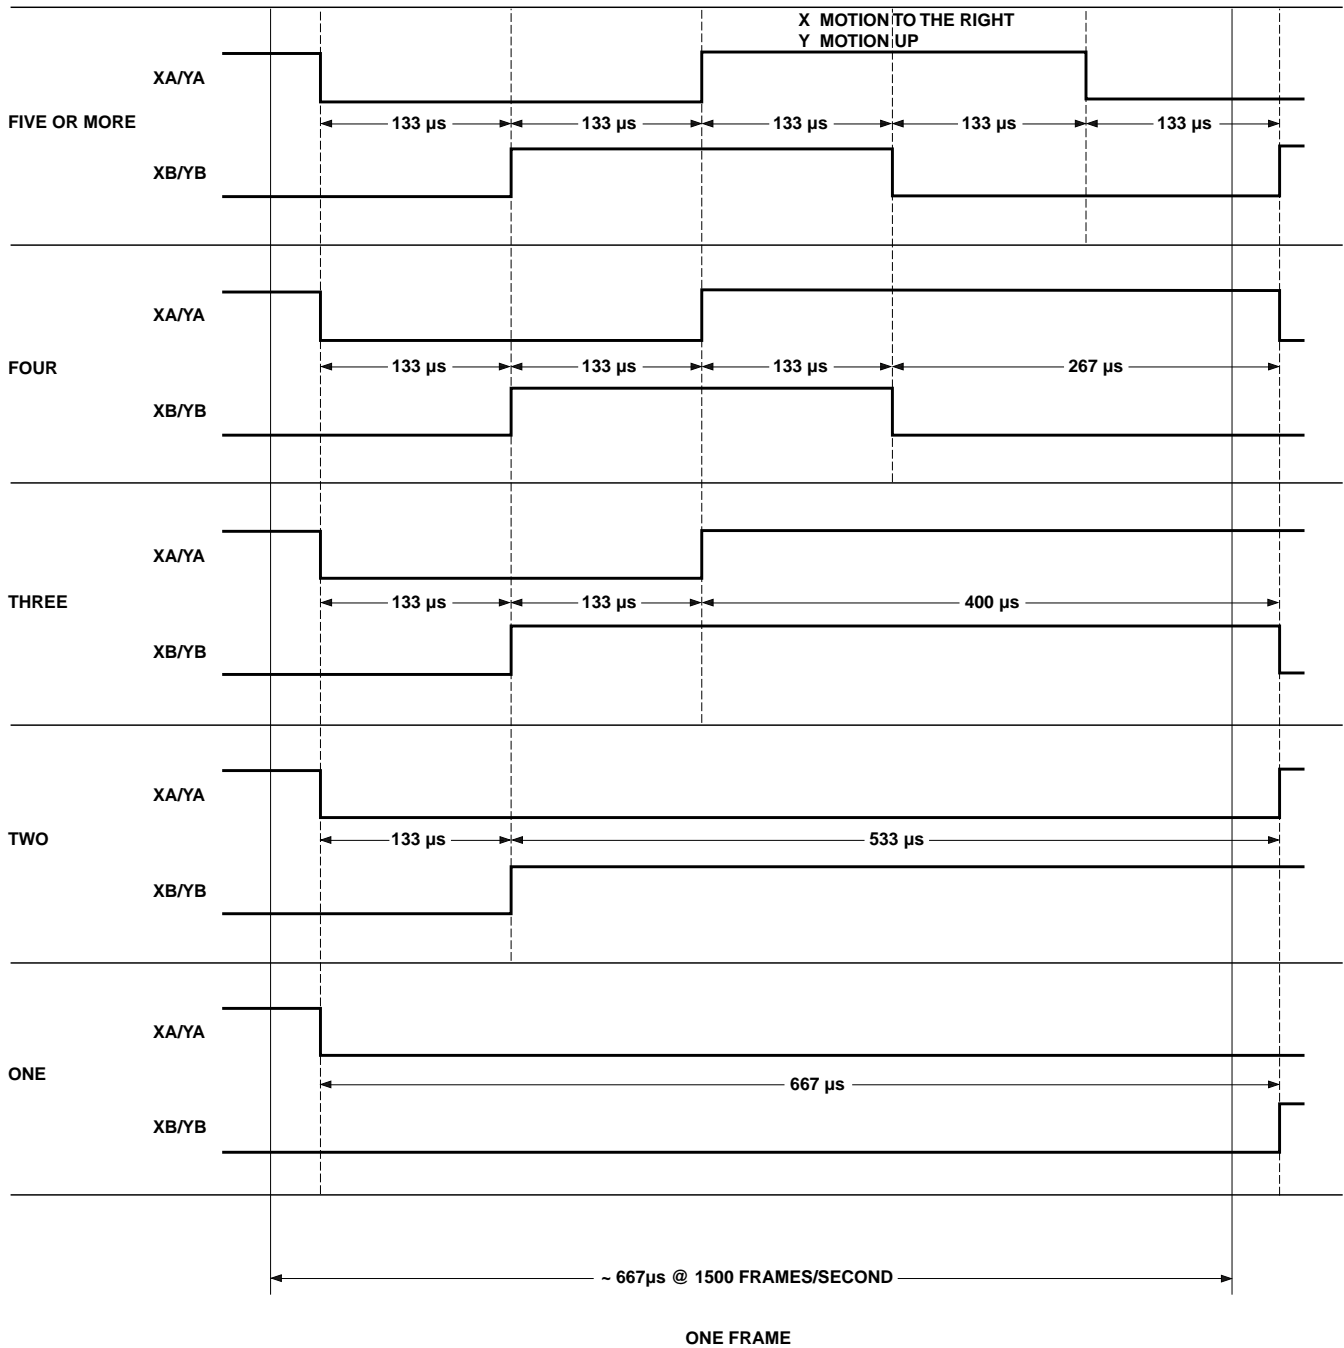 X MOTION TO THE RIGHT
Y MOTION UP
XA/YA
FIVE OR MORE
133 µs 133 µs 133 µs 133 µs 133 µs
XB/YB
XA/YA
FOUR
133 µs 133 µs 133 µs 267 µs
XB/YB
XA/YA
THREE
133 µs 133 µs 400 µs
XB/YB
XA/YA
TWO
133 µs 533 µs
XB/YB
XA/YA
ONE
667 µs
XB/YB
~ 667µs @ 1500 FRAMES/SECOND
ONE FRAME